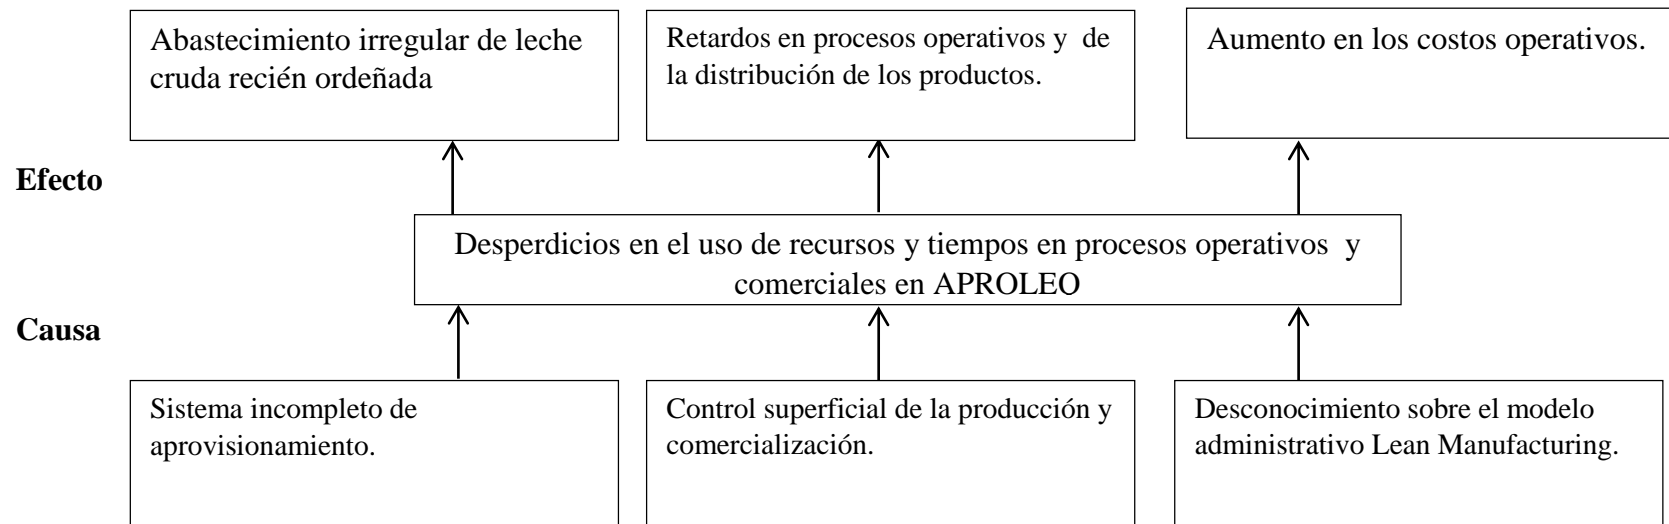 Abastecimiento irregular de leche
cruda recién ordeñada
Retardos en procesos operativos y  de
la distribución de los productos.
Aumento en los costos operativos.
Efecto
Desperdicios en el uso de recursos y tiempos en procesos operativos  y
comerciales en APROLEO
Causa
Sistema incompleto de
aprovisionamiento.
Control superficial de la producción y
comercialización.
Desconocimiento sobre el modelo
administrativo Lean Manufacturing.